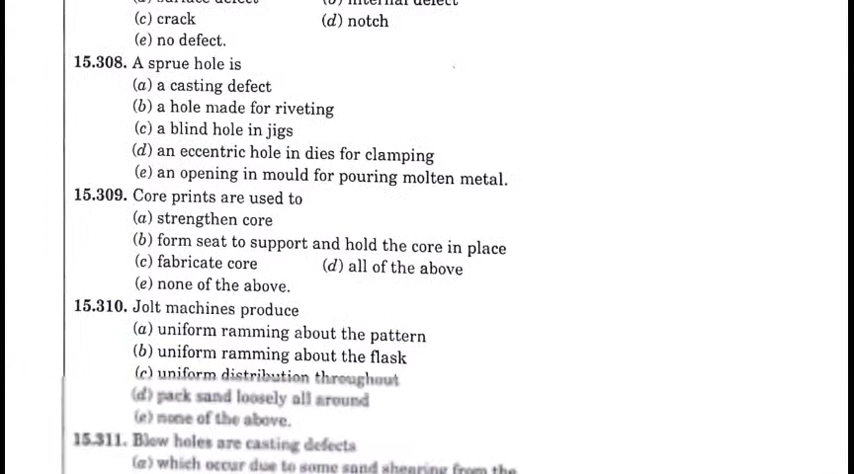 (c) crack (d) notch
(e) no defect.
15.308. A sprue hole is
(a) a casting defect
(b) a hole made for riveting
(c) a blind hole in jigs
(d) an eccentric hole in dies for clamping
(e) an opening in mould for pouring molten metal.
15.309. Core prints are used to
(a) strengthen core
(b) form seat to support and hold the core in place
(c) fabricate core (d) all of the above
(e) none of the above.
15.310. Jolt machines produce
(a) uniform ramming about the pattern
(b) uniform ramming about the flask
(c) uniform distribution throughout
(d) pack sand loosely all around
(e) none of the above.
15.311. Blow holes are casting defects
(a) which occur due to some sand shearing from the